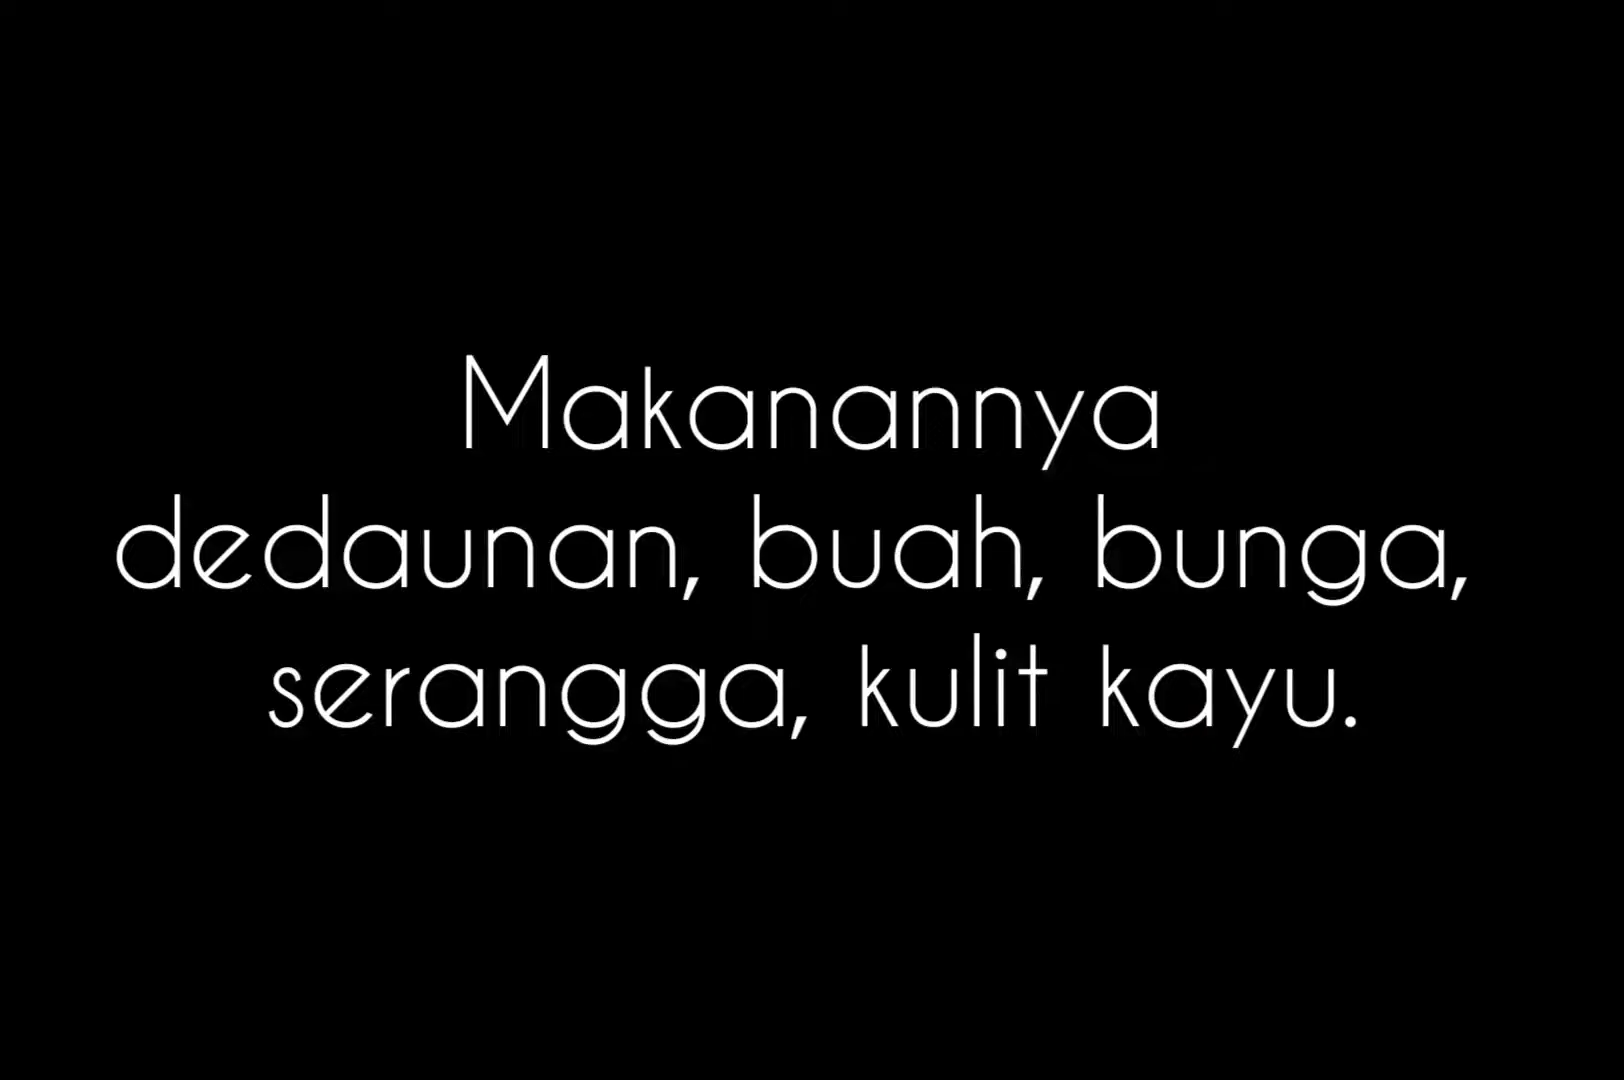 Makanannya
dedaunan, buah, bunga,
serangga, kulit kayu.